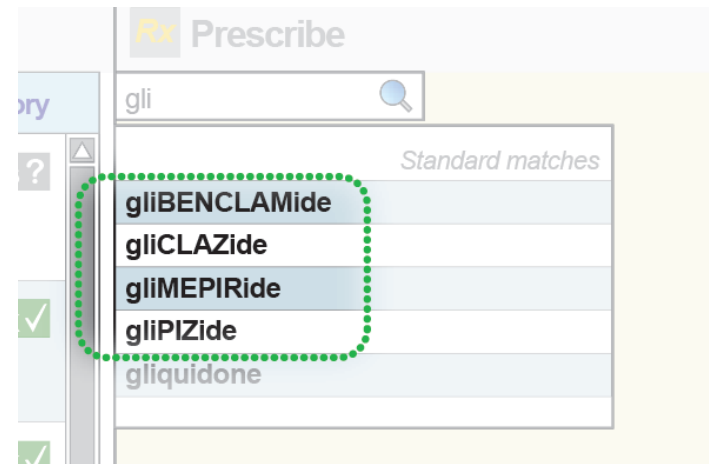 Rx Prescribe
ory
gli
?
Standard matches
gliBENCLAMide
gliCLAZide
gliMEPIRide
gliPIZide
gliquidone